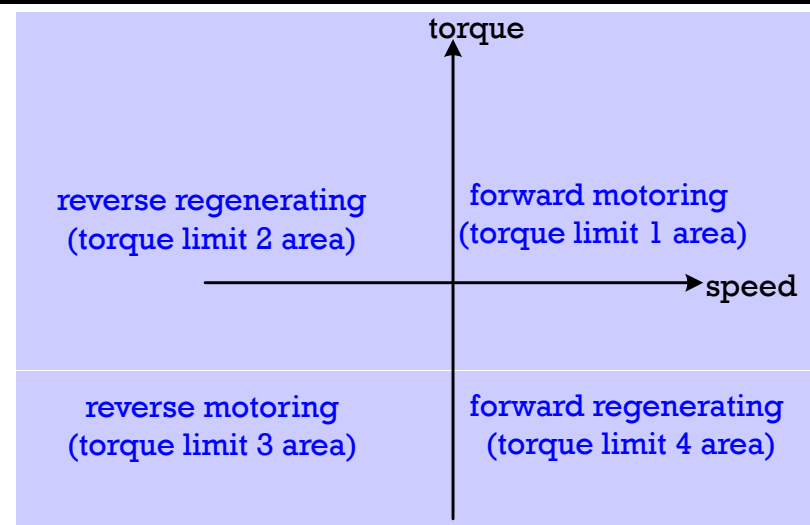 torque
reverse regenerating
(torque limit 2 area)
forward motoring
(torque limit 1 area)
speed
reverse motoring
(torque limit 3 area)
forward regenerating
(torque limit 4 area)